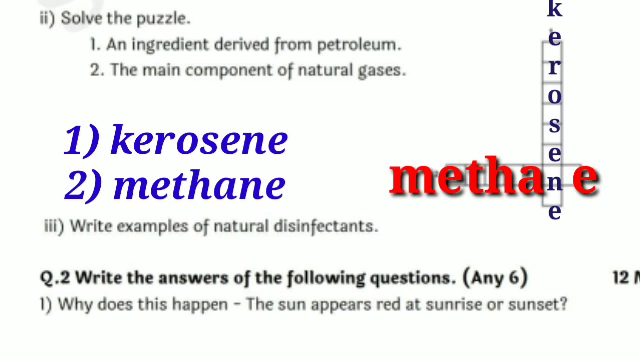 ii) Solve the puzzle.
1. An ingredient derived from petroleum.
2. The main component of natural gases.
1) kerosene
2) methane
k
e
r
o
s
e
metha n e
e
iii) Write examples of natural disinfectants.
Q.2 Write the answers of the following questions. (Any 6) 12
1) Why does this happen – The sun appears red at sunrise or sunset?